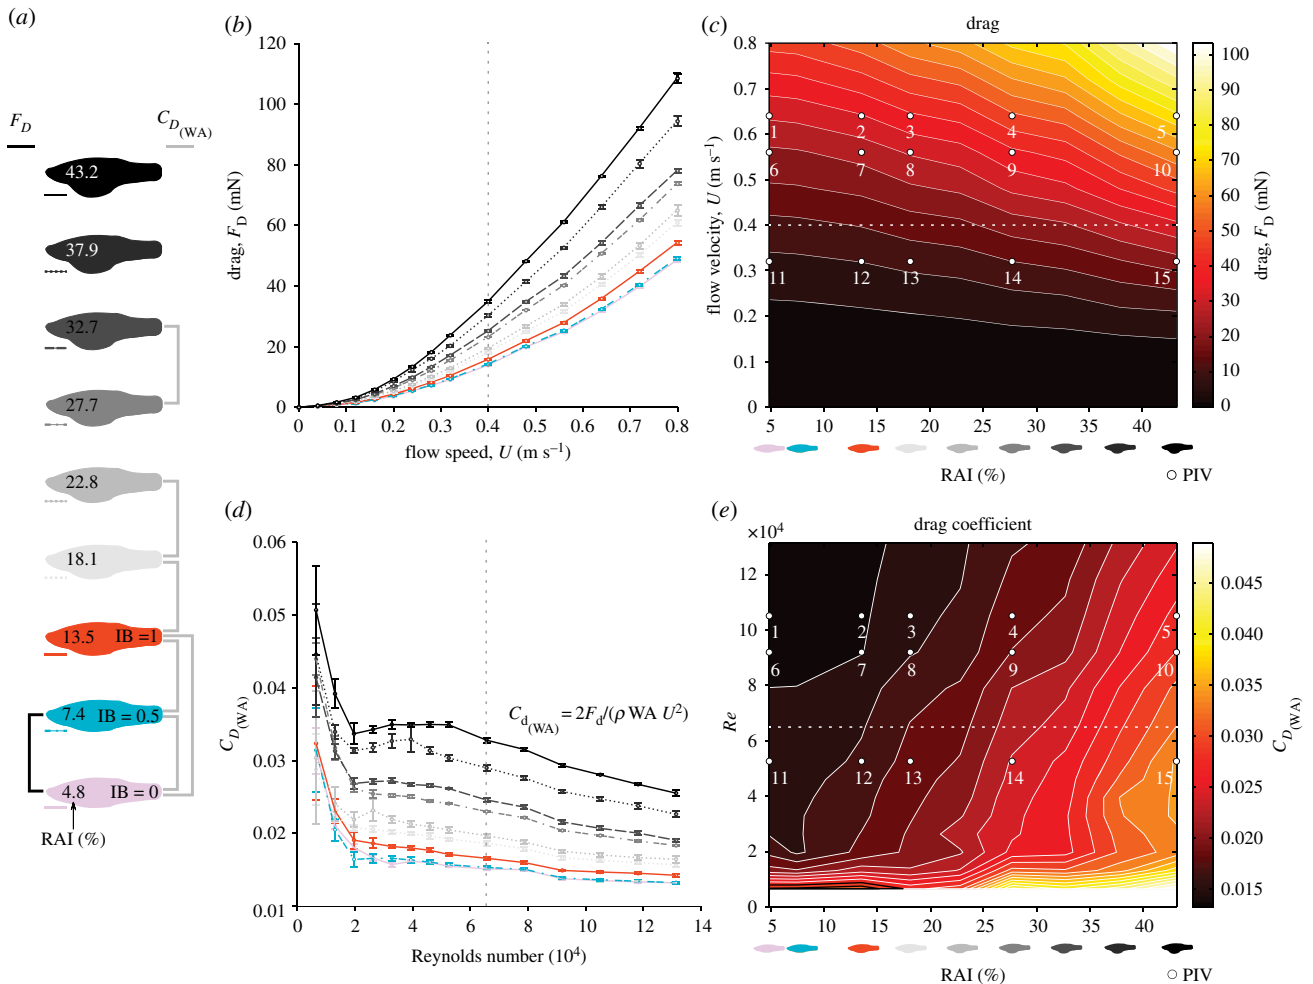 (a)
F_D
C_D(WA)
43.2
37.9
32.7
27.7
22.8
18.1
13.5 IB = 1
7.4 IB = 0.5
4.8 IB = 0
RAI (%)
(b)
120
100
80
60
40
20
0
drag, F_D (mN)
0 0.1 0.2 0.3 0.4 0.5 0.6 0.7 0.8
flow speed, U (m s⁻¹)
(c)
drag
0.8
0.7
0.6
0.5
0.4
0.3
0.2
0.1
0
flow velocity, U (m s⁻¹)
1 2 3 4 5
6 7 8 9 10
11 12 13 14 15
5 10 15 20 25 30 35 40
RAI (%)
PIV
100
90
80
70
60
50
40
30
20
10
0
drag, F_D (mN)
(d)
0.06
0.05
0.04
0.03
0.02
0.01
C_D(WA)
C_d(WA) = 2F_d/(ρ WA U²)
0 2 4 6 8 10 12 14
Reynolds number (10⁴)
(e)
drag coefficient
×10⁴
12
10
8
6
4
2
0
Re
1 2 3 4 5
6 7 8 9 10
11 12 13 14 15
5 10 15 20 25 30 35 40
RAI (%)
PIV
0.045
0.040
0.035
0.030
0.025
0.020
0.015
C_D(WA)